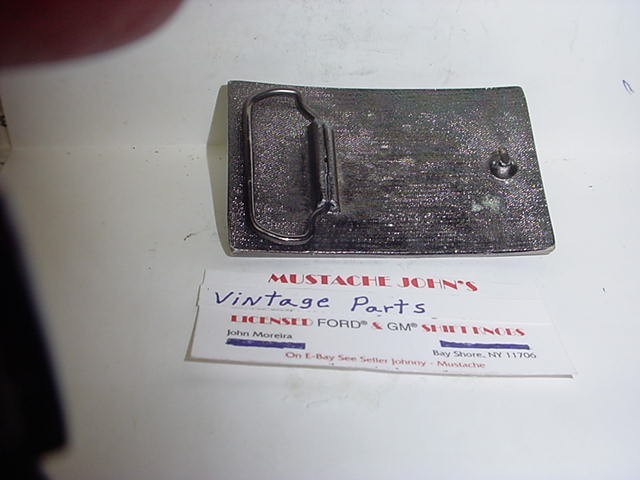 MUSTACHE JOHN'S
Vintage Parts
LICENSED FORD® & GM® SHIFT KNOBS
John Moreira
Bay Shore, NY 11706
On E-Bay See Seller Johnny - Mustache